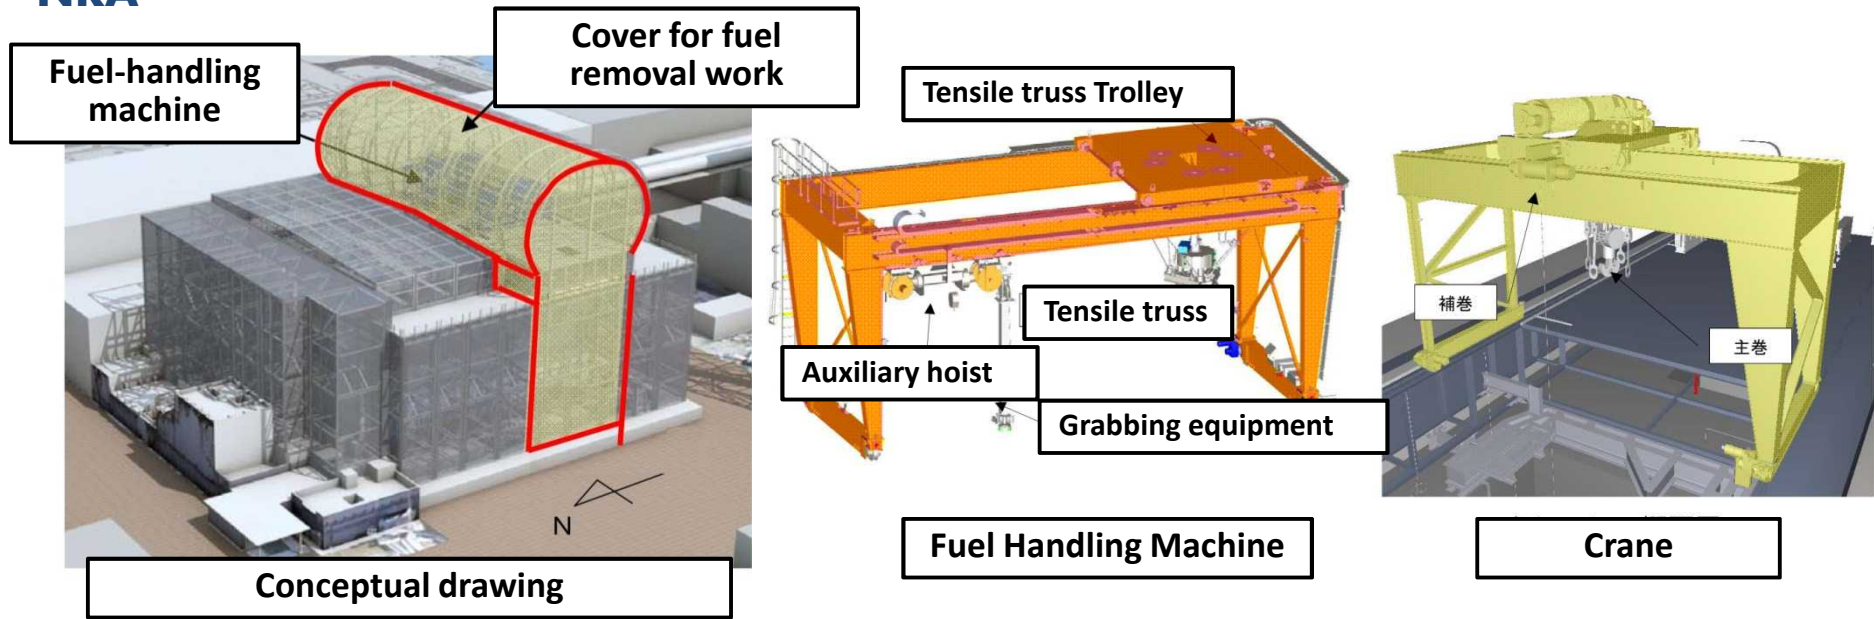 NRA
Fuel-handling
machine
Cover for fuel
removal work
Tensile truss Trolley
Tensile truss
Auxiliary hoist
Grabbing equipment
補巻
主巻
N
Conceptual drawing
Fuel Handling Machine
Crane